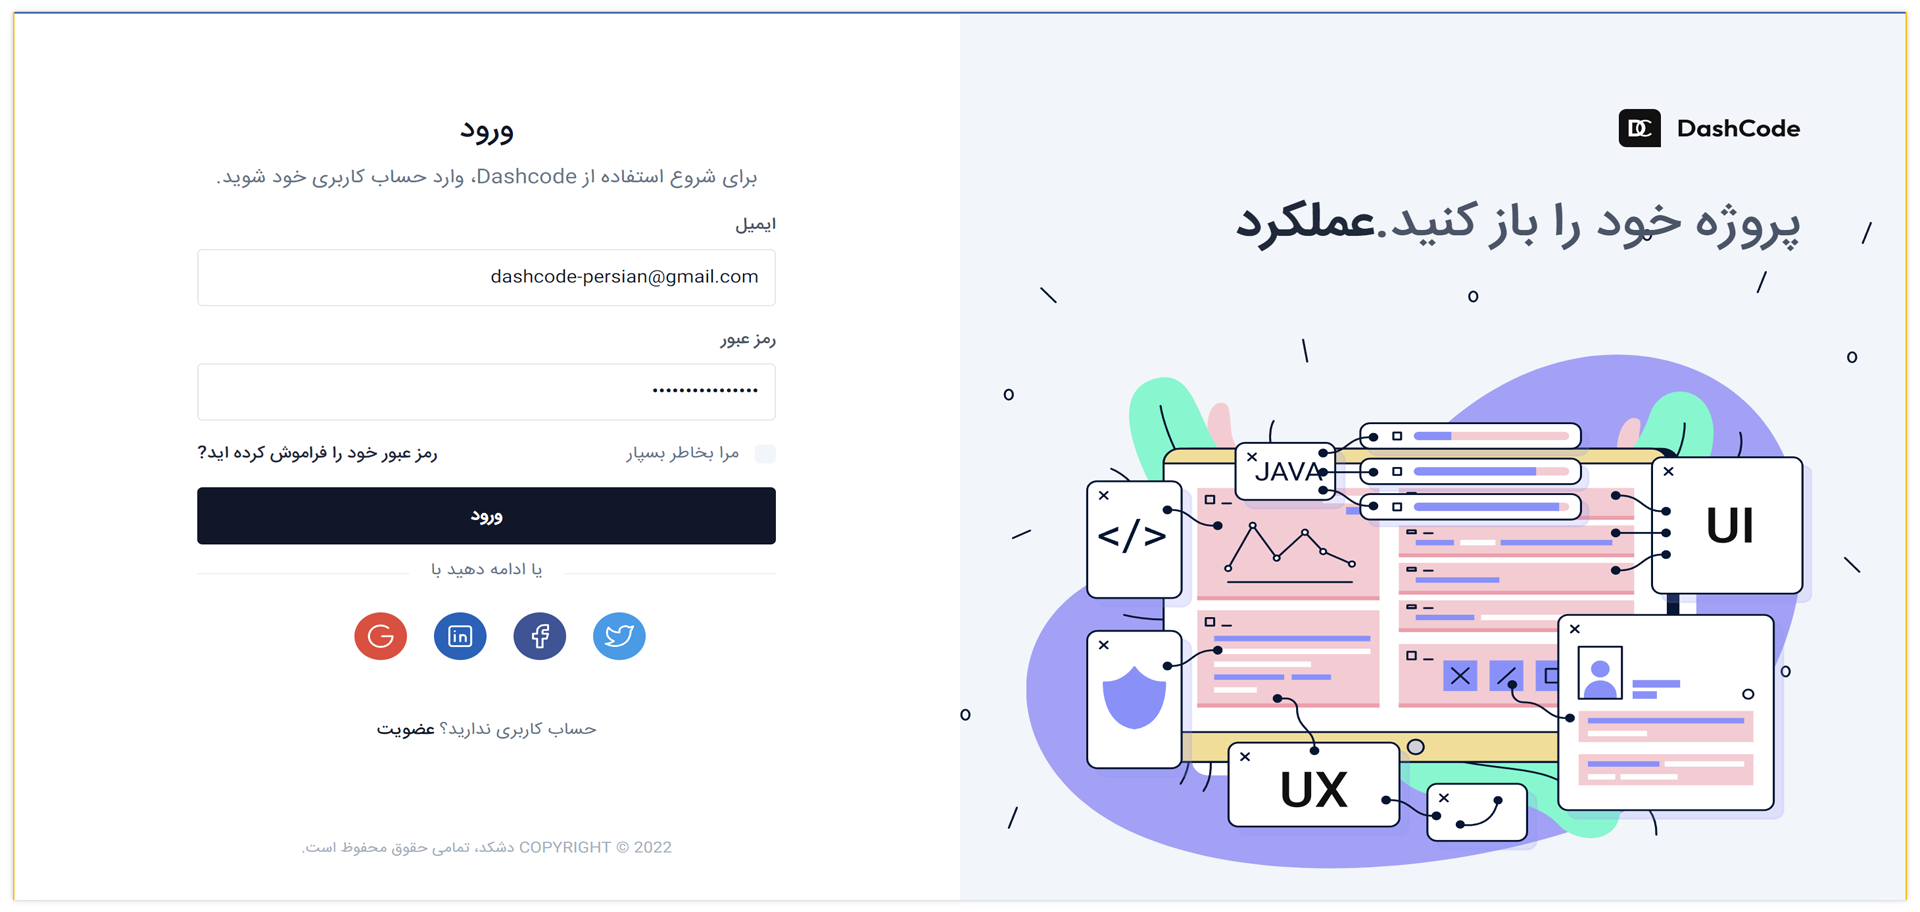 DashCode
پروژه خود را باز کنید.عملکرد
JAVA
</>
UI
UX
ورود
برای شروع استفاده از Dashcode، وارد حساب کاربری خود شوید.
ایمیل
dashcode-persian@gmail.com
رمز عبور
••••••••••••••••
مرا بخاطر بسپار
رمز عبور خود را فراموش کرده اید؟
ورود
یا ادامه دهید با
حساب کاربری ندارید؟ عضویت
COPYRIGHT © 2022 دشکد، تمامی حقوق محفوظ است.